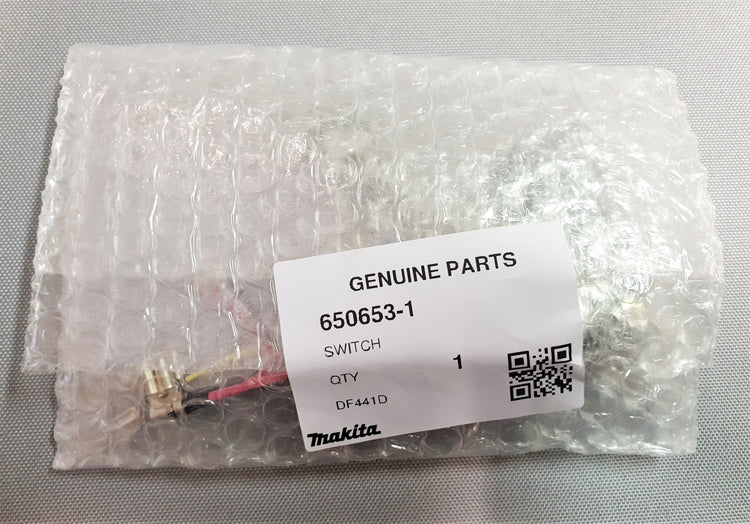 GENUINE PARTS
650653-1
SWITCH
QTY 1
DF441D
makita